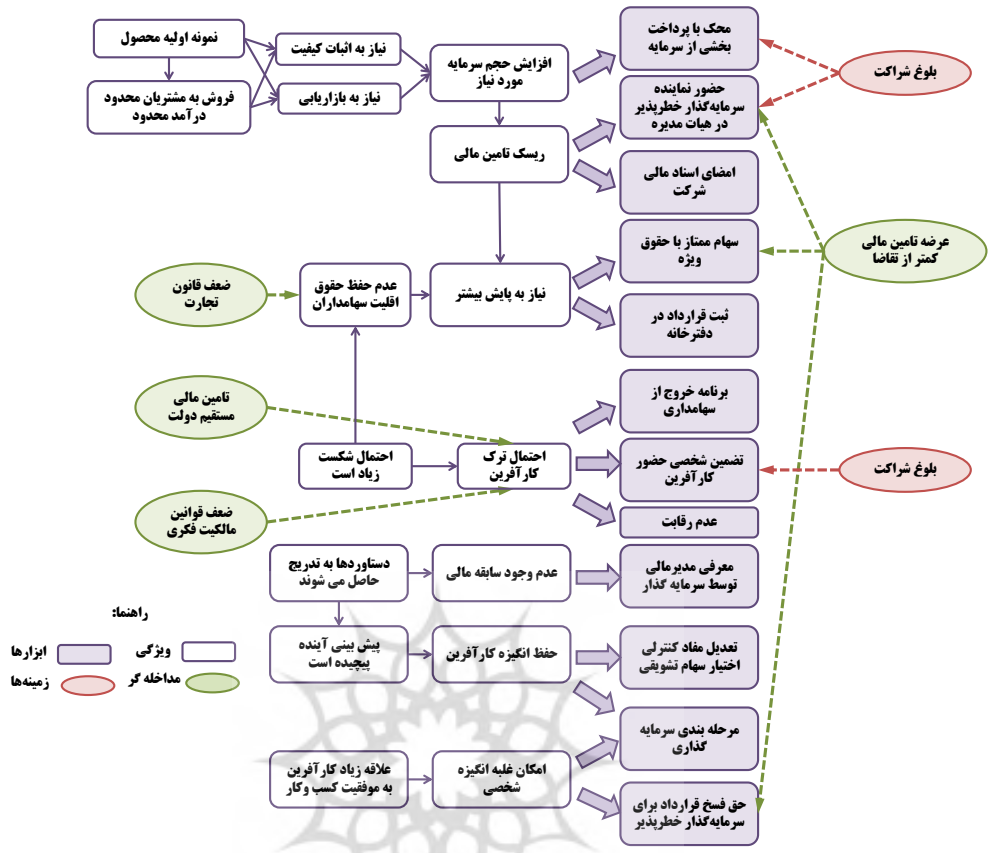 نمونه اولیه محصول
فروش به مشتریان محدود
درآمد محدود
نیاز به اثبات کیفیت
نیاز به بازاریابی
افزایش حجم سرمایه
مورد نیاز
ریسک تامین مالی
محک با پرداخت
بخشی از سرمایه
حضور نماینده
سرمایه‌گذار خطرپذیر
در هیات مدیره
امضای اسناد مالی
شرکت
بلوغ شراکت
سهام ممتاز با حقوق
ویژه
عرضه تامین مالی
کمتر از تقاضا
ضعف قانون
تجارت
عدم حفظ حقوق
اقلیت سهامداران
نیاز به پایش بیشتر
ثبت قرارداد در
دفترخانه
تامین مالی
مستقیم دولت
برنامه خروج از
سهامداری
احتمال شکست
زیاد است
احتمال ترک
کارآفرین
تضمین شخصی حضور
کارآفرین
بلوغ شراکت
ضعف قوانین
مالکیت فکری
عدم رقابت
دستاوردها به تدریج
حاصل می شوند
عدم وجود سابقه مالی
معرفی مدیرمالی
توسط سرمایه گذار
پیش بینی آینده
پیچیده است
حفظ انگیزه کارآفرین
تعدیل مفاد کنترلی
اختیار سهام تشویقی
مرحله بندی سرمایه
گذاری
علاقه زیاد کارآفرین
به موفقیت کسب وکار
امکان غلبه انگیزه
شخصی
حق فسخ قرارداد برای
سرمایه‌گذار خطرپذیر
راهنما:
ویژگی
ابزارها
مداخله گر
زمینه‌ها